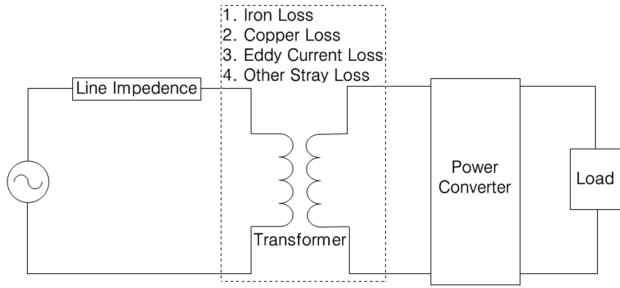 1. Iron Loss
2. Copper Loss
3. Eddy Current Loss
4. Other Stray Loss
Line Impedence
Transformer
Power
Converter
Load